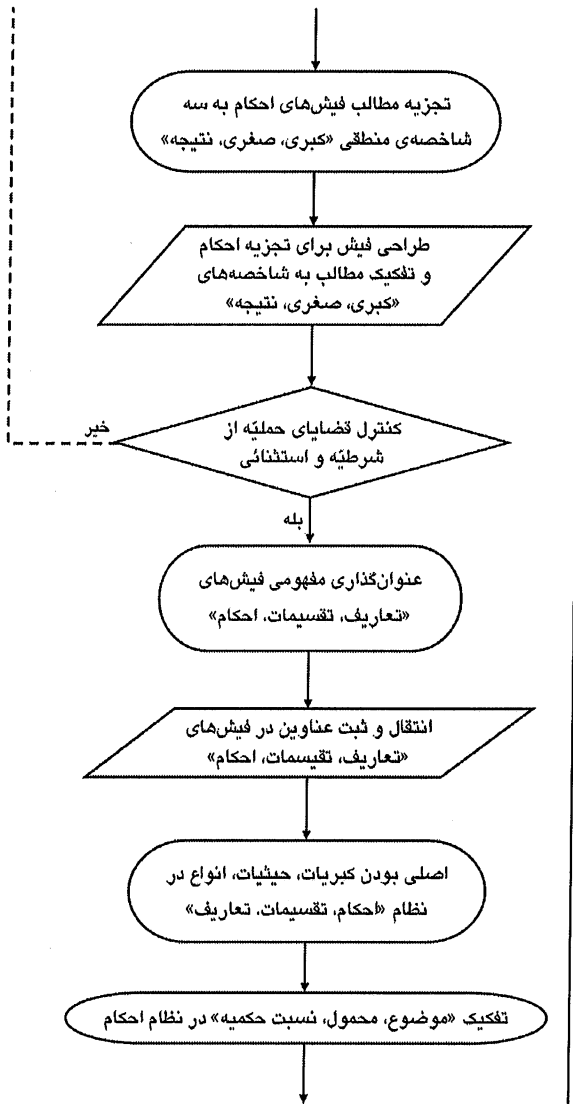 تجزیه مطالب فیش‌های احکام به سه
شاخصه‌ی منطقی «کبری، صغری، نتیجه»
طراحی فیش برای تجزیه احکام
و تفکیک مطالب به شاخصه‌های
«کبری، صغری، نتیجه»
کنترل قضایای حملیّه از
شرطیّه و استثنائی
خیر
بله
عنوان‌گذاری مفهومی فیش‌های
«تعاریف، تقسیمات، احکام»
انتقال و ثبت عناوین در فیش‌های
«تعاریف، تقیسمات، احکام»
اصلی بودن کبریات، حیثیات، انواع در
نظام «احکام، تقسیمات، تعاریف»
تفکیک «موضوع، محمول، نسبت حکمیه» در نظام احکام